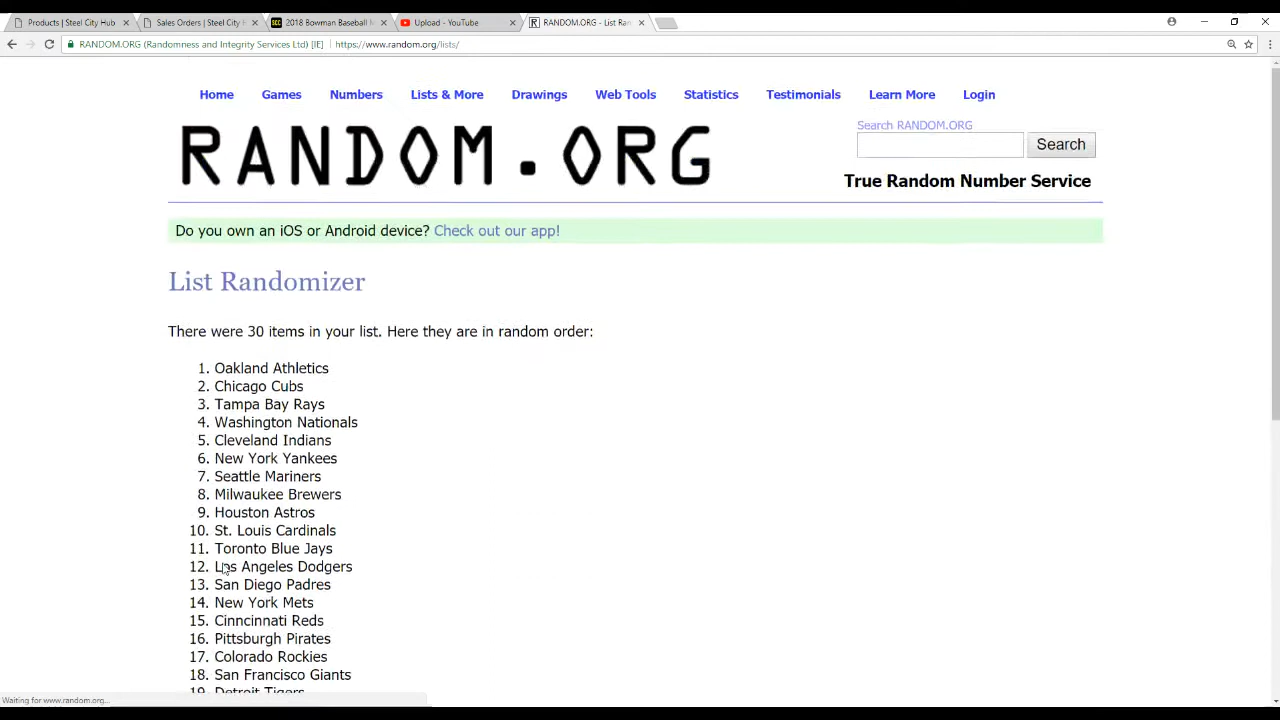 Products | Steel City Hub
Sales Orders | Steel City H
SCC
2018 Bowman Baseball
Upload - YouTube
RANDOM.ORG - List Ran
RANDOM.ORG (Randomness and Integrity Services Ltd) [IE]
https://www.random.org/lists/
Home Games Numbers Lists & More Drawings Web Tools Statistics Testimonials Learn More Login
RANDOM.ORG
Search RANDOM.ORG
Search
True Random Number Service
Do you own an iOS or Android device? Check out our app!
List Randomizer
There were 30 items in your list. Here they are in random order:
1. Oakland Athletics
2. Chicago Cubs
3. Tampa Bay Rays
4. Washington Nationals
5. Cleveland Indians
6. New York Yankees
7. Seattle Mariners
8. Milwaukee Brewers
9. Houston Astros
10. St. Louis Cardinals
11. Toronto Blue Jays
12. Los Angeles Dodgers
13. San Diego Padres
14. New York Mets
15. Cinncinnati Reds
16. Pittsburgh Pirates
17. Colorado Rockies
18. San Francisco Giants
19. Detroit Tigers
Waiting for www.random.org...